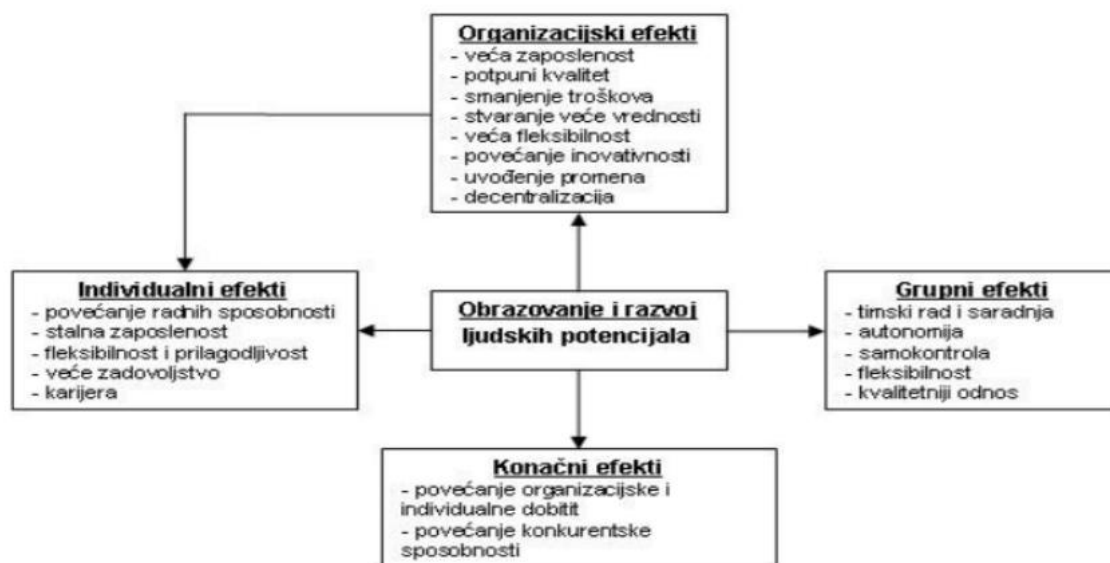 Organizacijski efekti
- veća zaposlenost
- potpuni kvalitet
- smanjenje troškova
- stvaranje veće vrednosti
- veća fleksibilnost
- povećanje inovativnosti
- uvođenje promena
- decentralizacija
Individualni efekti
- povećanje radnih sposobnosti
- stalna zaposlenost
- fleksibilnost i prilagodljivost
- veće zadovoljstvo
- karijera
Obrazovanje i razvoj
ljudskih potencijala
Grupni efekti
- timski rad i saradnja
- autonomija
- samokontrola
- fleksibilnost
- kvalitetniji odnos
Konačni efekti
- povećanje organizacijske i
individualne dobitit
- povećanje konkurentske
sposobnosti